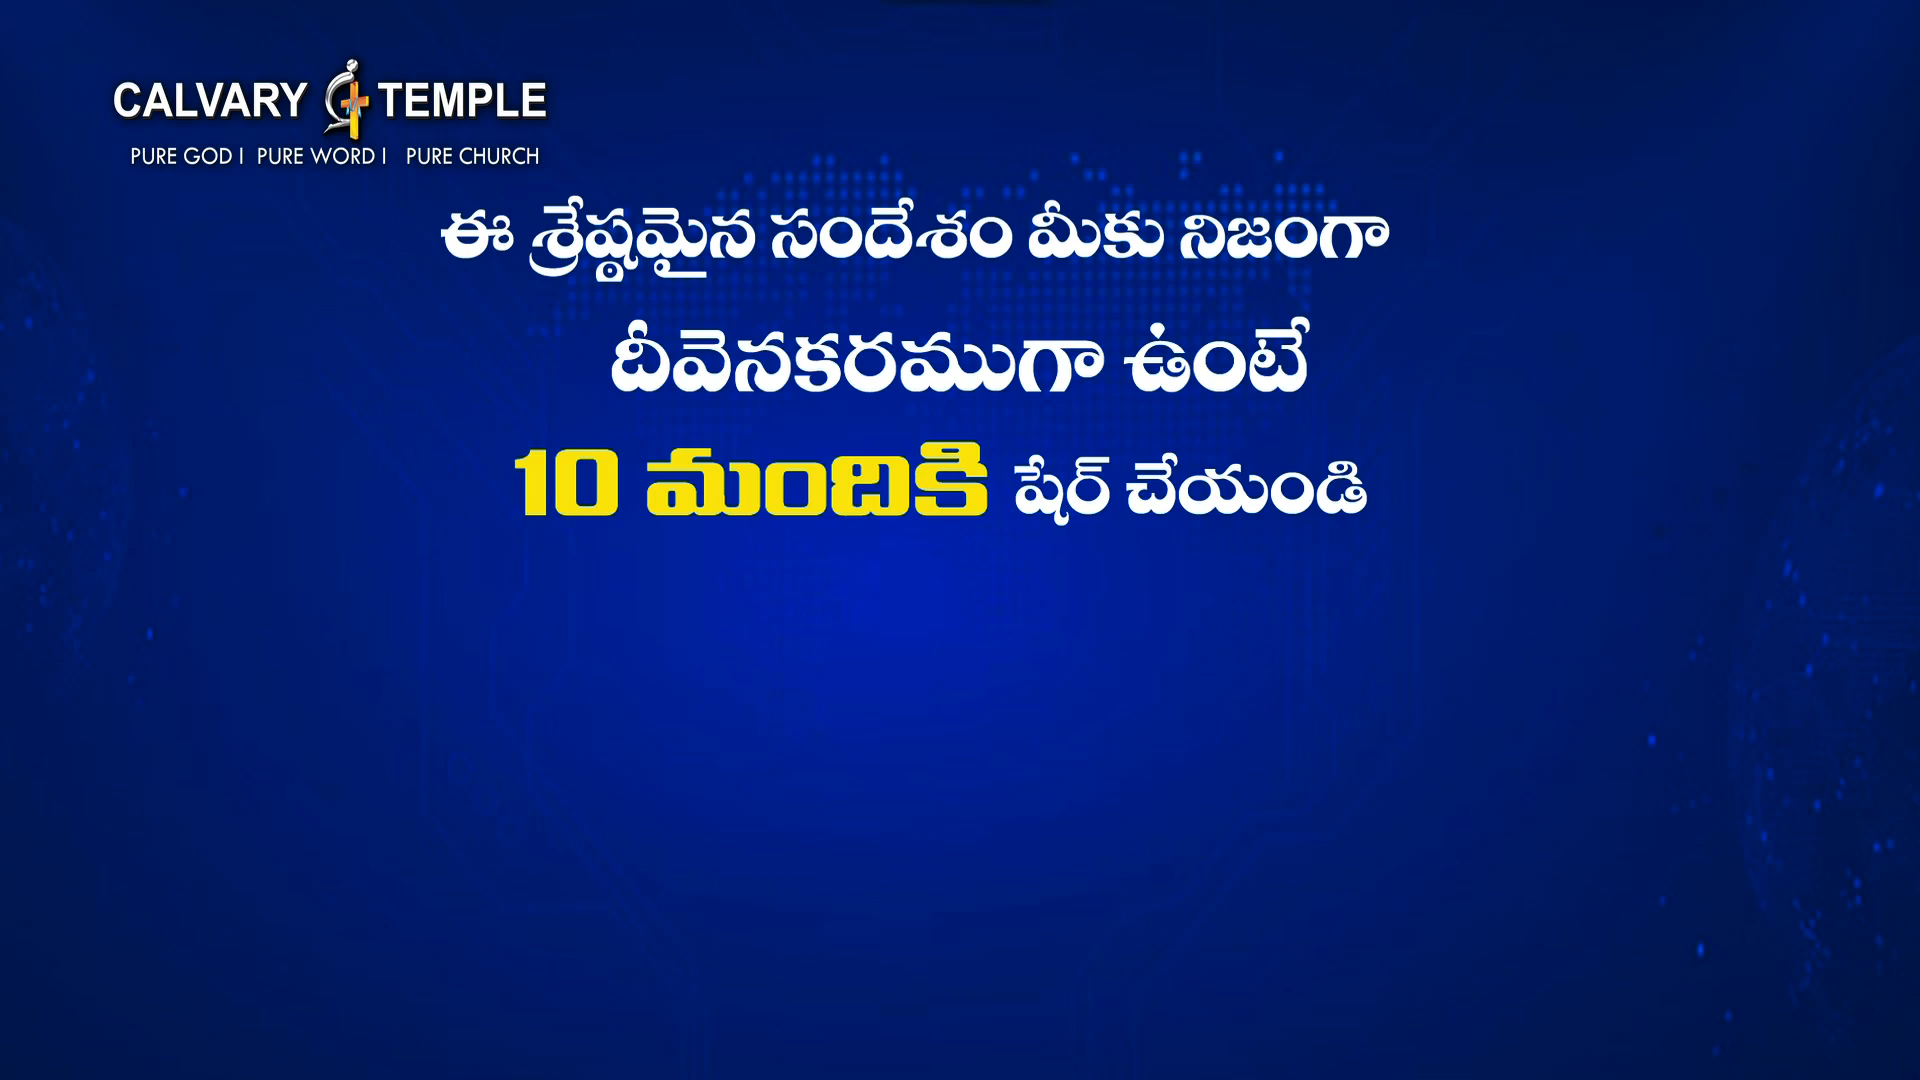 CALVARY TEMPLE
PURE GOD I PURE WORD I PURE CHURCH
ఈ శ్రేష్ఠమైన సందేశం మీకు నిజంగా
దీవెనకరముగా ఉంటే
10 మందికి షేర్ చేయండి